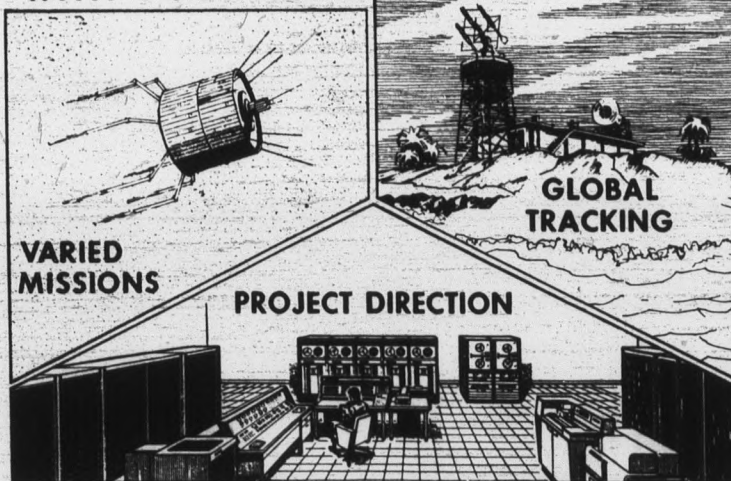 VARIED
MISSIONS
GLOBAL
TRACKING
PROJECT DIRECTION